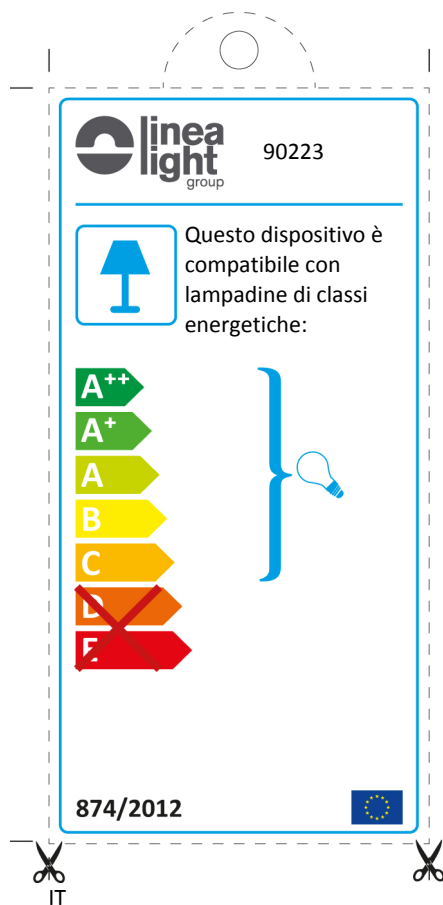 linea
light
group
90223
Questo dispositivo è
compatibile con
lampadine di classi
energetiche:
A++
A+
A
B
C
D
E
874/2012
IT